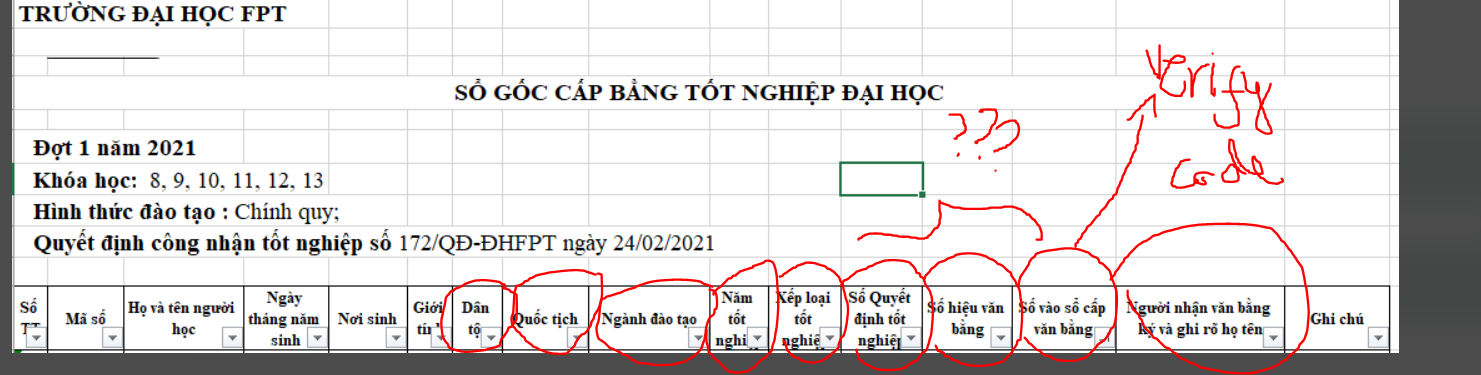 TRƯỜNG ĐẠI HỌC FPT
SỔ GỐC CẤP BẰNG TỐT NGHIỆP ĐẠI HỌC
Verify
code
???
Đợt 1 năm 2021
Khóa học: 8, 9, 10, 11, 12, 13
Hình thức đào tạo : Chính quy;
Quyết định công nhận tốt nghiệp số 172/QĐ-ĐHFPT ngày 24/02/2021
Số
Mã số
Họ và tên người
học
Ngày
tháng năm
sinh
Nơi sinh
Giới
Dân
tộ
Quốc tịch
Ngành đào tạo
Năm
tốt
nghi
Xếp loại
tốt
nghiệ
Số Quyết
định tốt
nghiệp
Số hiệu văn
bằng
Số vào sổ cấp
văn bằng
Người nhận văn bằng
ký và ghi rõ họ tên
Ghi chú